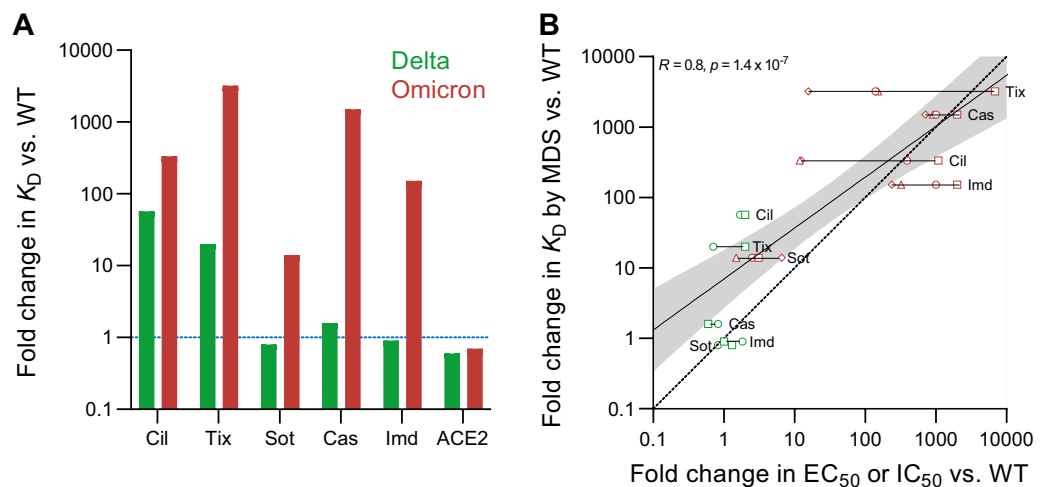 A
Fold change in K_D vs. WT
10000
1000
100
10
1
0.1
Delta
Omicron
Cil Tix Sot Cas Imd ACE2
B
Fold change in K_D by MDS vs. WT
10000
1000
100
10
1
0.1
R = 0.8, p = 1.4 x 10⁻⁷
Tix
Cas
Cil
Imd
Cil
Tix
Sot
Cas
Sot Imd
0.1 1 10 100 1000 10000
Fold change in EC₅₀ or IC₅₀ vs. WT